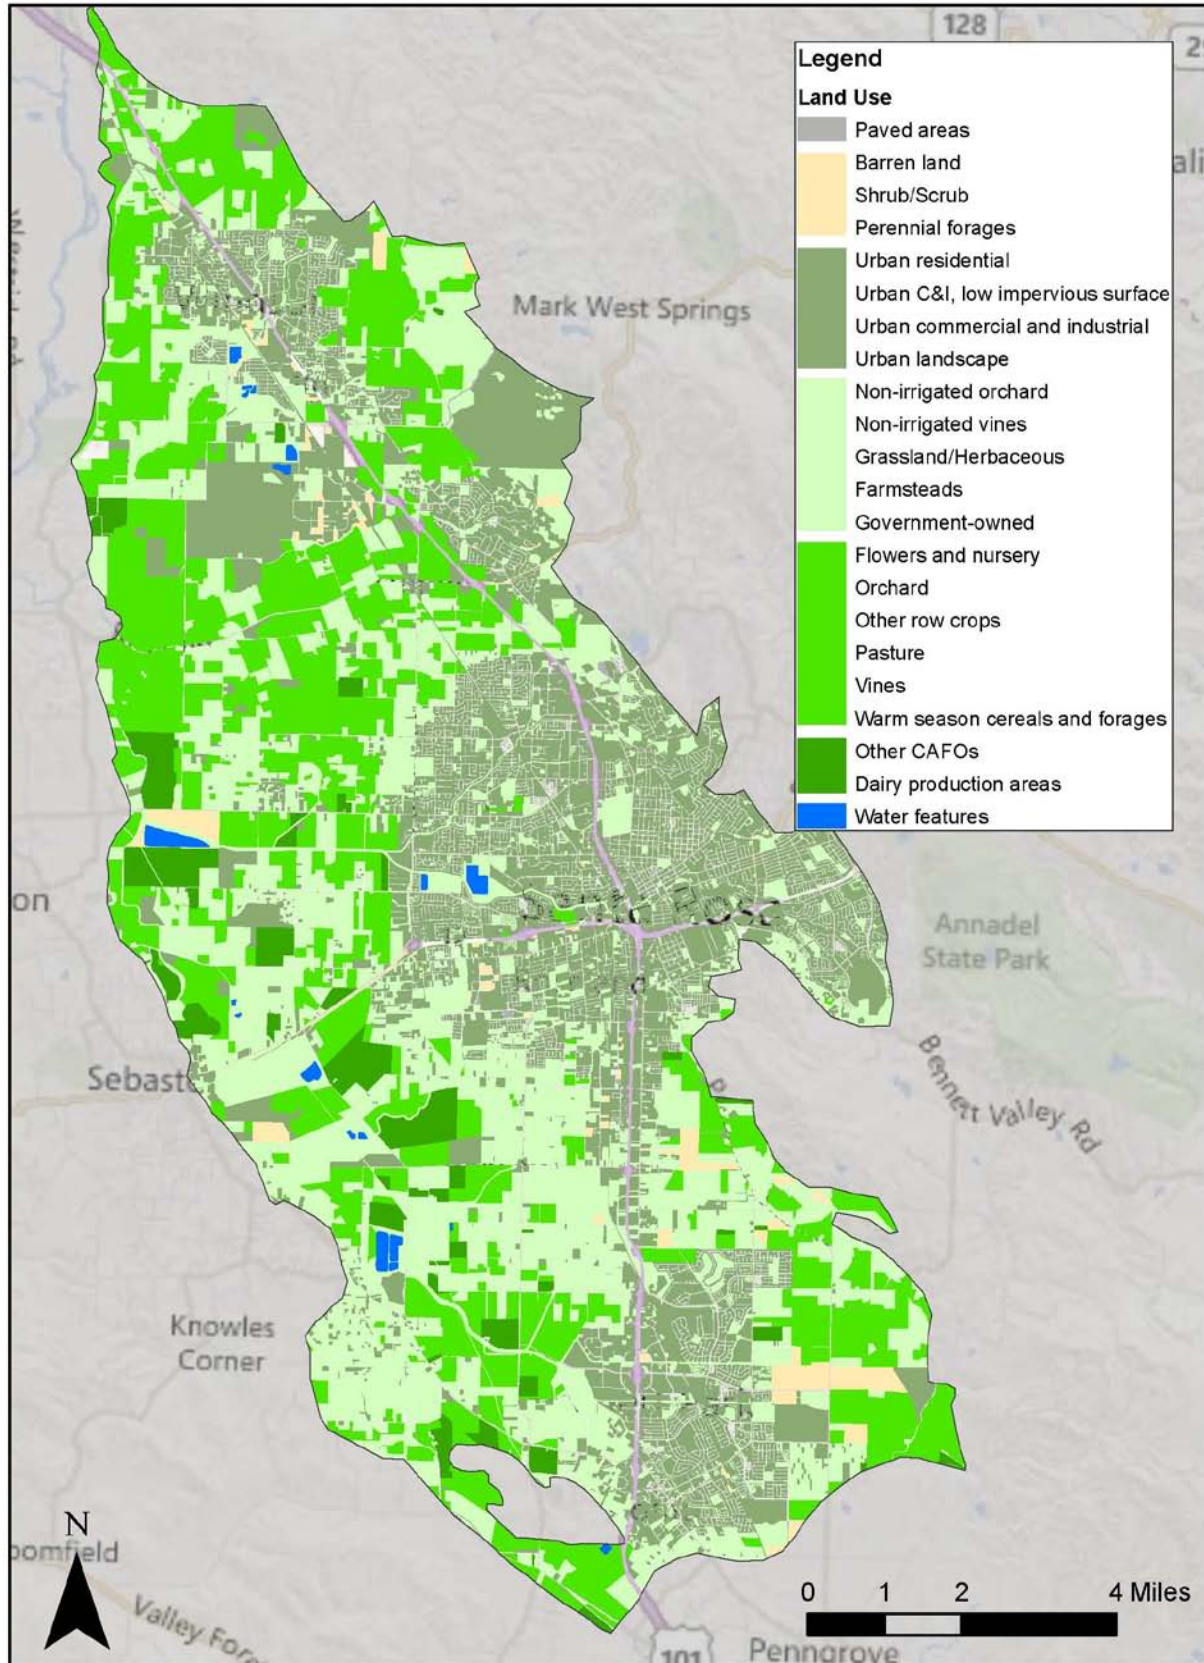 128
Legend
Land Use
Paved areas
Barren land
Shrub/Scrub
Perennial forages
Urban residential
Urban C&I, low impervious surface
Urban commercial and industrial
Urban landscape
Non-irrigated orchard
Non-irrigated vines
Grassland/Herbaceous
Farmsteads
Government-owned
Flowers and nursery
Orchard
Other row crops
Pasture
Vines
Warm season cereals and forages
Other CAFOs
Dairy production areas
Water features
Mark West Springs
on
Annadel
State Park
Bennett Valley Rd
Sebasto
Knowles
Corner
N
oomfield
Valley Ford
0 1 2 4 Miles
101
Penngrove